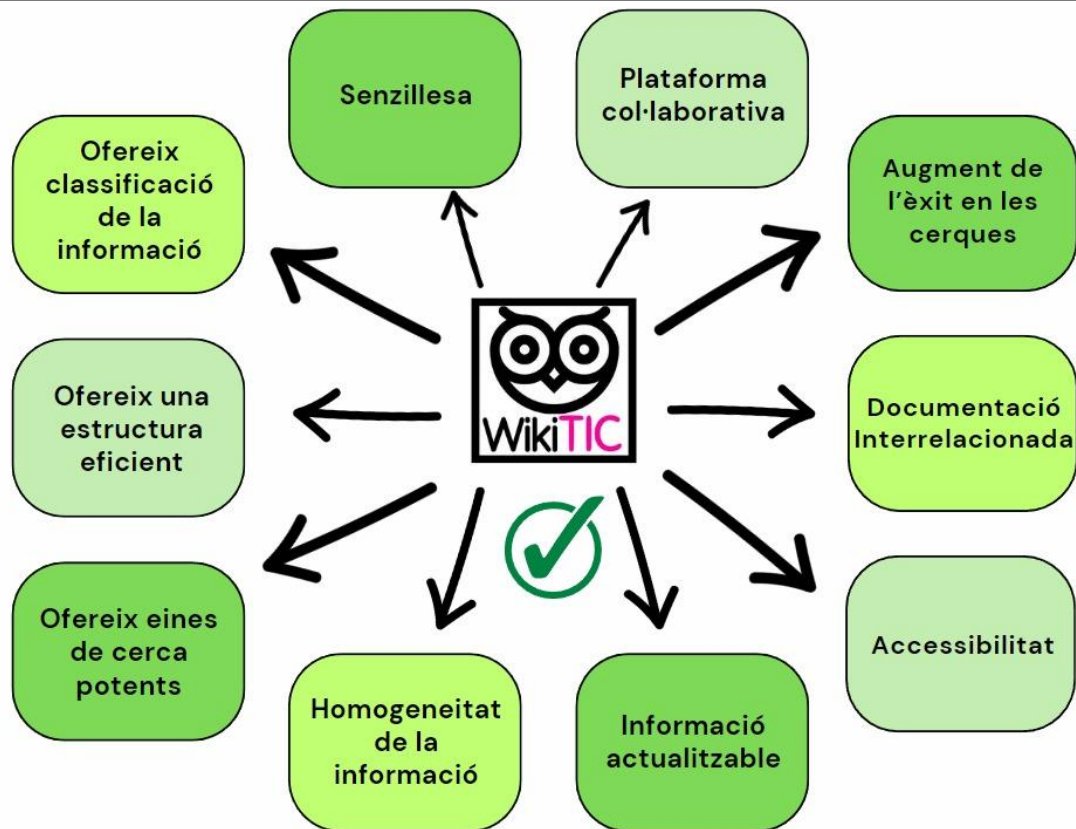 Senzillesa
Plataforma
col·laborativa
Ofereix
classificació
de la
informació
Augment de
l'èxit en les
cerques
WikiTIC
Ofereix una
estructura
eficient
Documentació
Interrelacionada
Ofereix eines
de cerca
potents
Accessibilitat
Homogeneitat
de la
informació
Informació
actualitzable